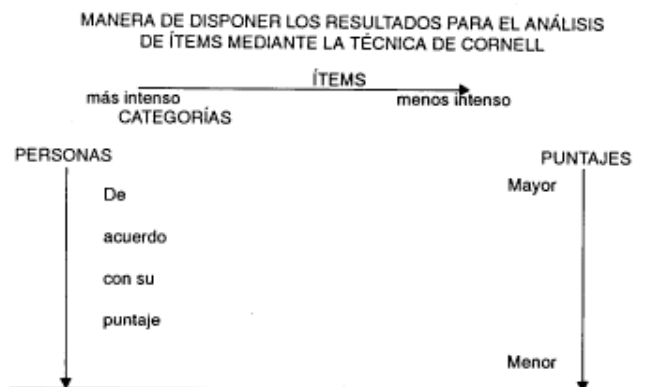 MANERA DE DISPONER LOS RESULTADOS PARA EL ANÁLISIS
DE ÍTEMS MEDIANTE LA TÉCNICA DE CORNELL
ÍTEMS
más intenso menos intenso
CATEGORÍAS
PERSONAS PUNTAJES
De Mayor
acuerdo
con su
puntaje
Menor